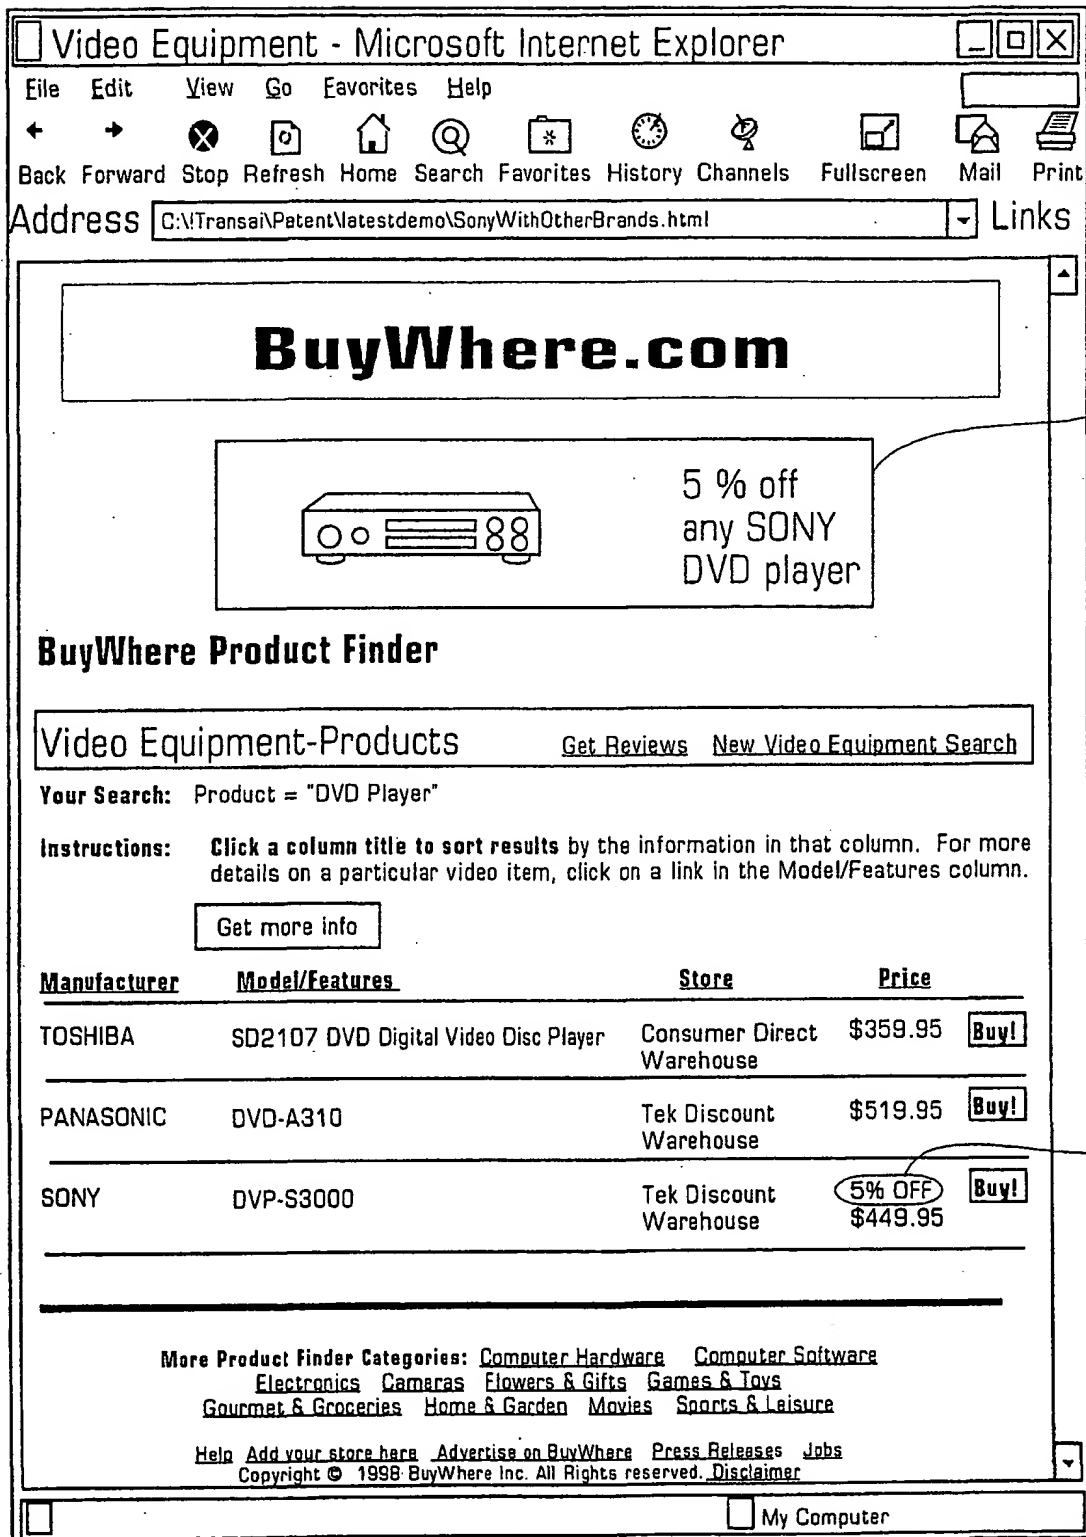 Video Equipment - Microsoft Internet Explorer
File Edit View Go Favorites Help
Back Forward Stop Refresh Home Search Favorites History Channels Fullscreen Mail Print
Address C:\!Transai\Patent\latestdemo\SonyWithOtherBrands.html Links
BuyWhere.com
5 % off
any SONY
DVD player
BuyWhere Product Finder
Video Equipment-Products Get Reviews New Video Equipment Search
Your Search: Product = "DVD Player"
Instructions: Click a column title to sort results by the information in that column. For more
details on a particular video item, click on a link in the Model/Features column.
Get more info
Manufacturer Model/Features Store Price
TOSHIBA SD2107 DVD Digital Video Disc Player Consumer Direct $359.95 Buy!
Warehouse
PANASONIC DVD-A310 Tek Discount $519.95 Buy!
Warehouse
SONY DVP-S3000 Tek Discount 5% OFF Buy!
Warehouse $449.95
More Product Finder Categories: Computer Hardware Computer Software
Electronics Cameras Flowers & Gifts Games & Toys
Gourmet & Groceries Home & Garden Movies Sports & Leisure
Help Add your store here Advertise on BuyWhere Press Releases Jobs
Copyright © 1998 BuyWhere Inc. All Rights reserved. Disclaimer
My Computer